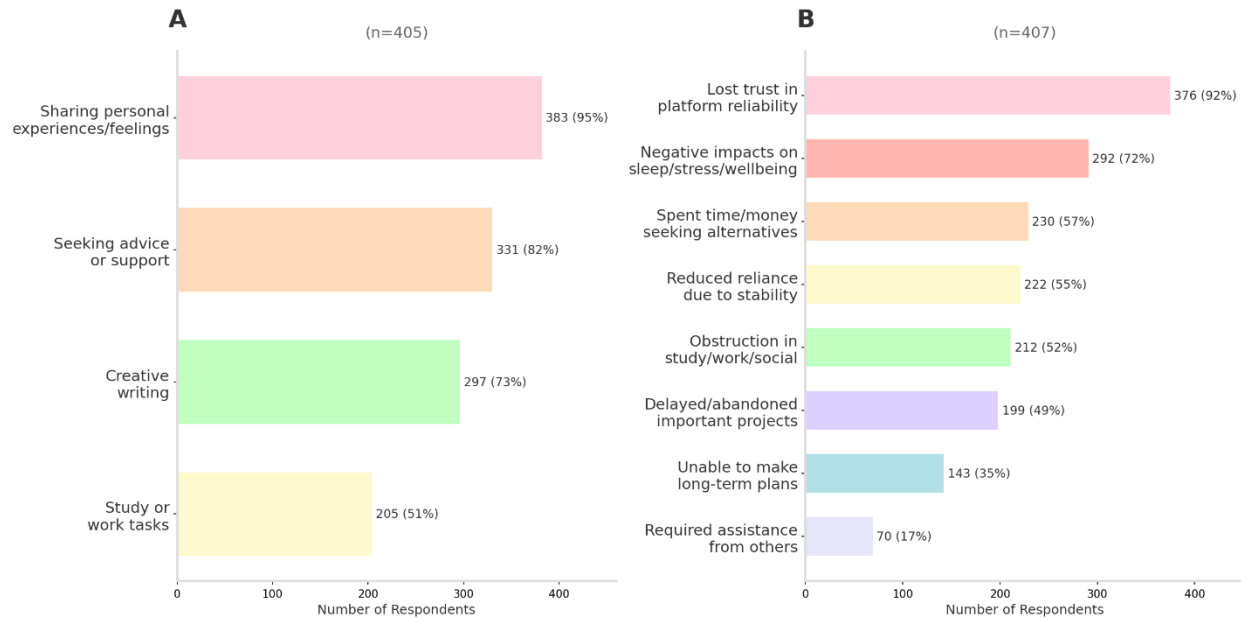 A
(n=405)
Sharing personal
experiences/feelings
383 (95%)
Seeking advice
or support
331 (82%)
Creative
writing
297 (73%)
Study or
work tasks
205 (51%)
0
100
200
300
400
Number of Respondents
B
(n=407)
Lost trust in
platform reliability
376 (92%)
Negative impacts on
sleep/stress/wellbeing
292 (72%)
Spent time/money
seeking alternatives
230 (57%)
Reduced reliance
due to stability
222 (55%)
Obstruction in
study/work/social
212 (52%)
Delayed/abandoned
important projects
199 (49%)
Unable to make
long-term plans
143 (35%)
Required assistance
from others
70 (17%)
0
100
200
300
400
Number of Respondents